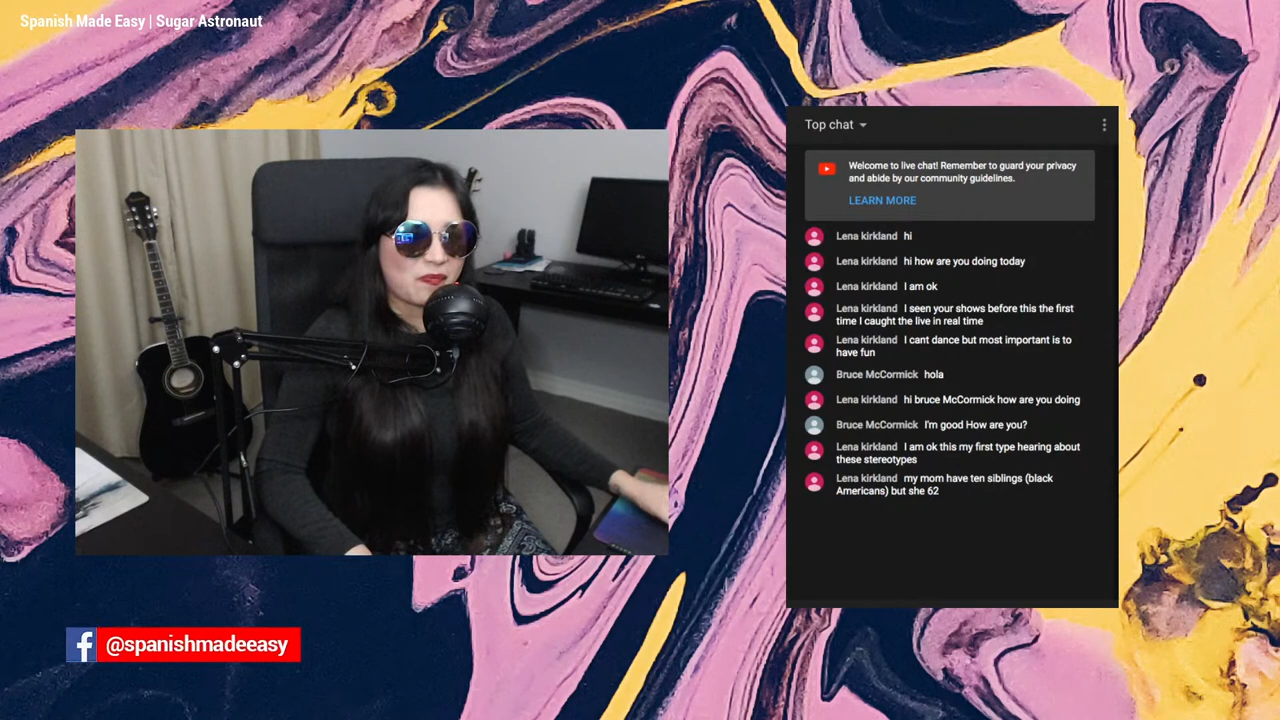 Spanish Made Easy | Sugar Astronaut
Top chat
Welcome to live chat! Remember to guard your privacy
and abide by our community guidelines.
LEARN MORE
Lena kirkland hi
Lena kirkland hi how are you doing today
Lena kirkland I am ok
Lena kirkland I seen your shows before this the first
time I caught the live in real time
Lena kirkland I cant dance but most important is to
have fun
Bruce McCormick hola
Lena kirkland hi bruce McCormick how are you doing
Bruce McCormick I'm good How are you?
Lena kirkland I am ok this my first type hearing about
these stereotypes
Lena kirkland my mom have ten siblings (black
Americans) but she 62
f @spanishmadeeasy